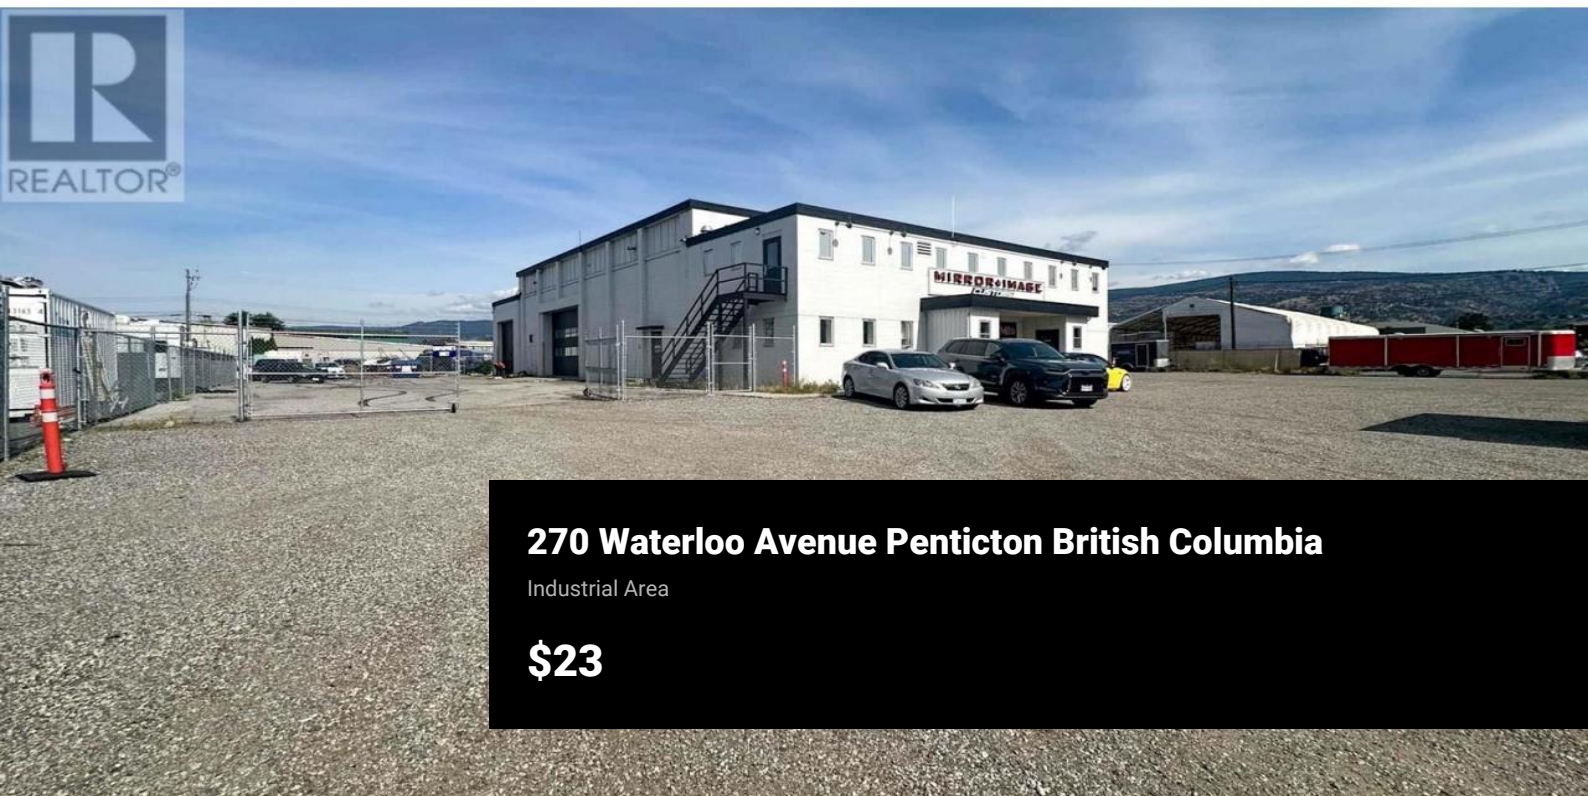 REALTOR®
MIRROR IMAGE
270 Waterloo Avenue Penticton British Columbia
Industrial Area
$23